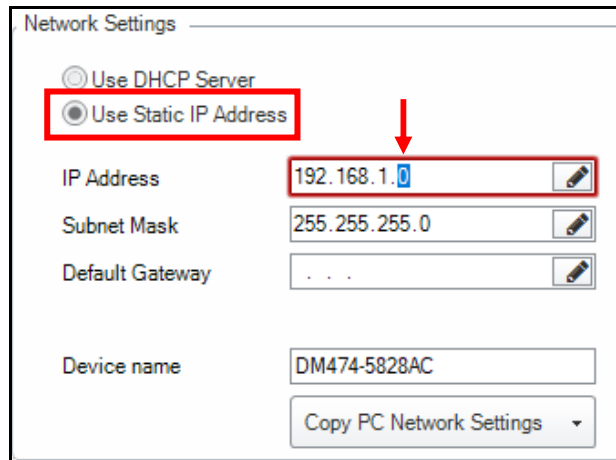 Network Settings
Use DHCP Server
Use Static IP Address
IP Address 192.168.1.0
Subnet Mask 255.255.255.0
Default Gateway . . .
Device name DM474-5828AC
Copy PC Network Settings